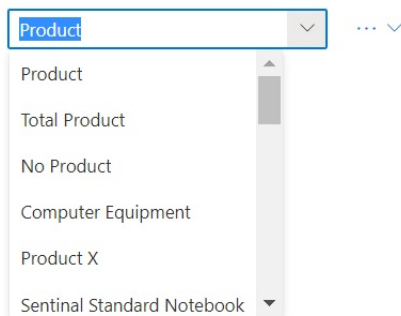 Product
Product
Total Product
No Product
Computer Equipment
Product X
Sentinal Standard Notebook